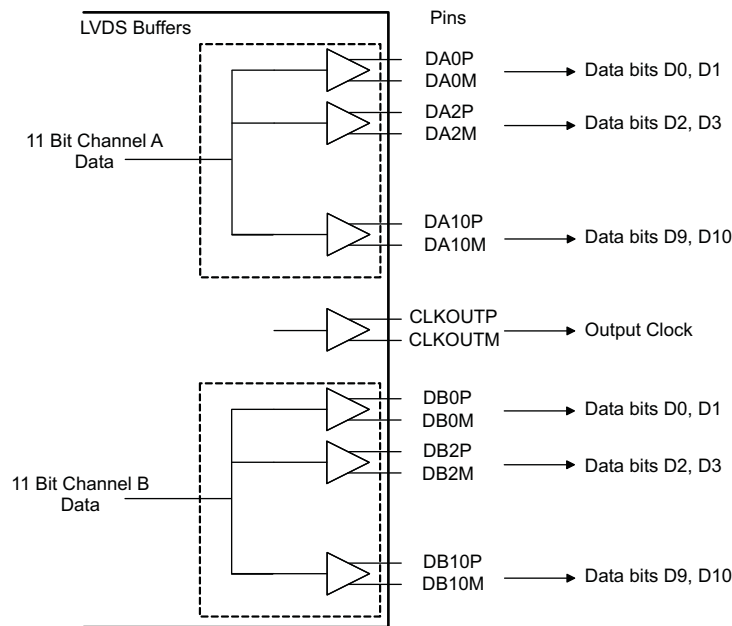 LVDS Buffers
Pins
11 Bit Channel A
Data
DA0P
DA0M
Data bits D0, D1
DA2P
DA2M
Data bits D2, D3
DA10P
DA10M
Data bits D9, D10
CLKOUTP
CLKOUTM
Output Clock
11 Bit Channel B
Data
DB0P
DB0M
Data bits D0, D1
DB2P
DB2M
Data bits D2, D3
DB10P
DB10M
Data bits D9, D10